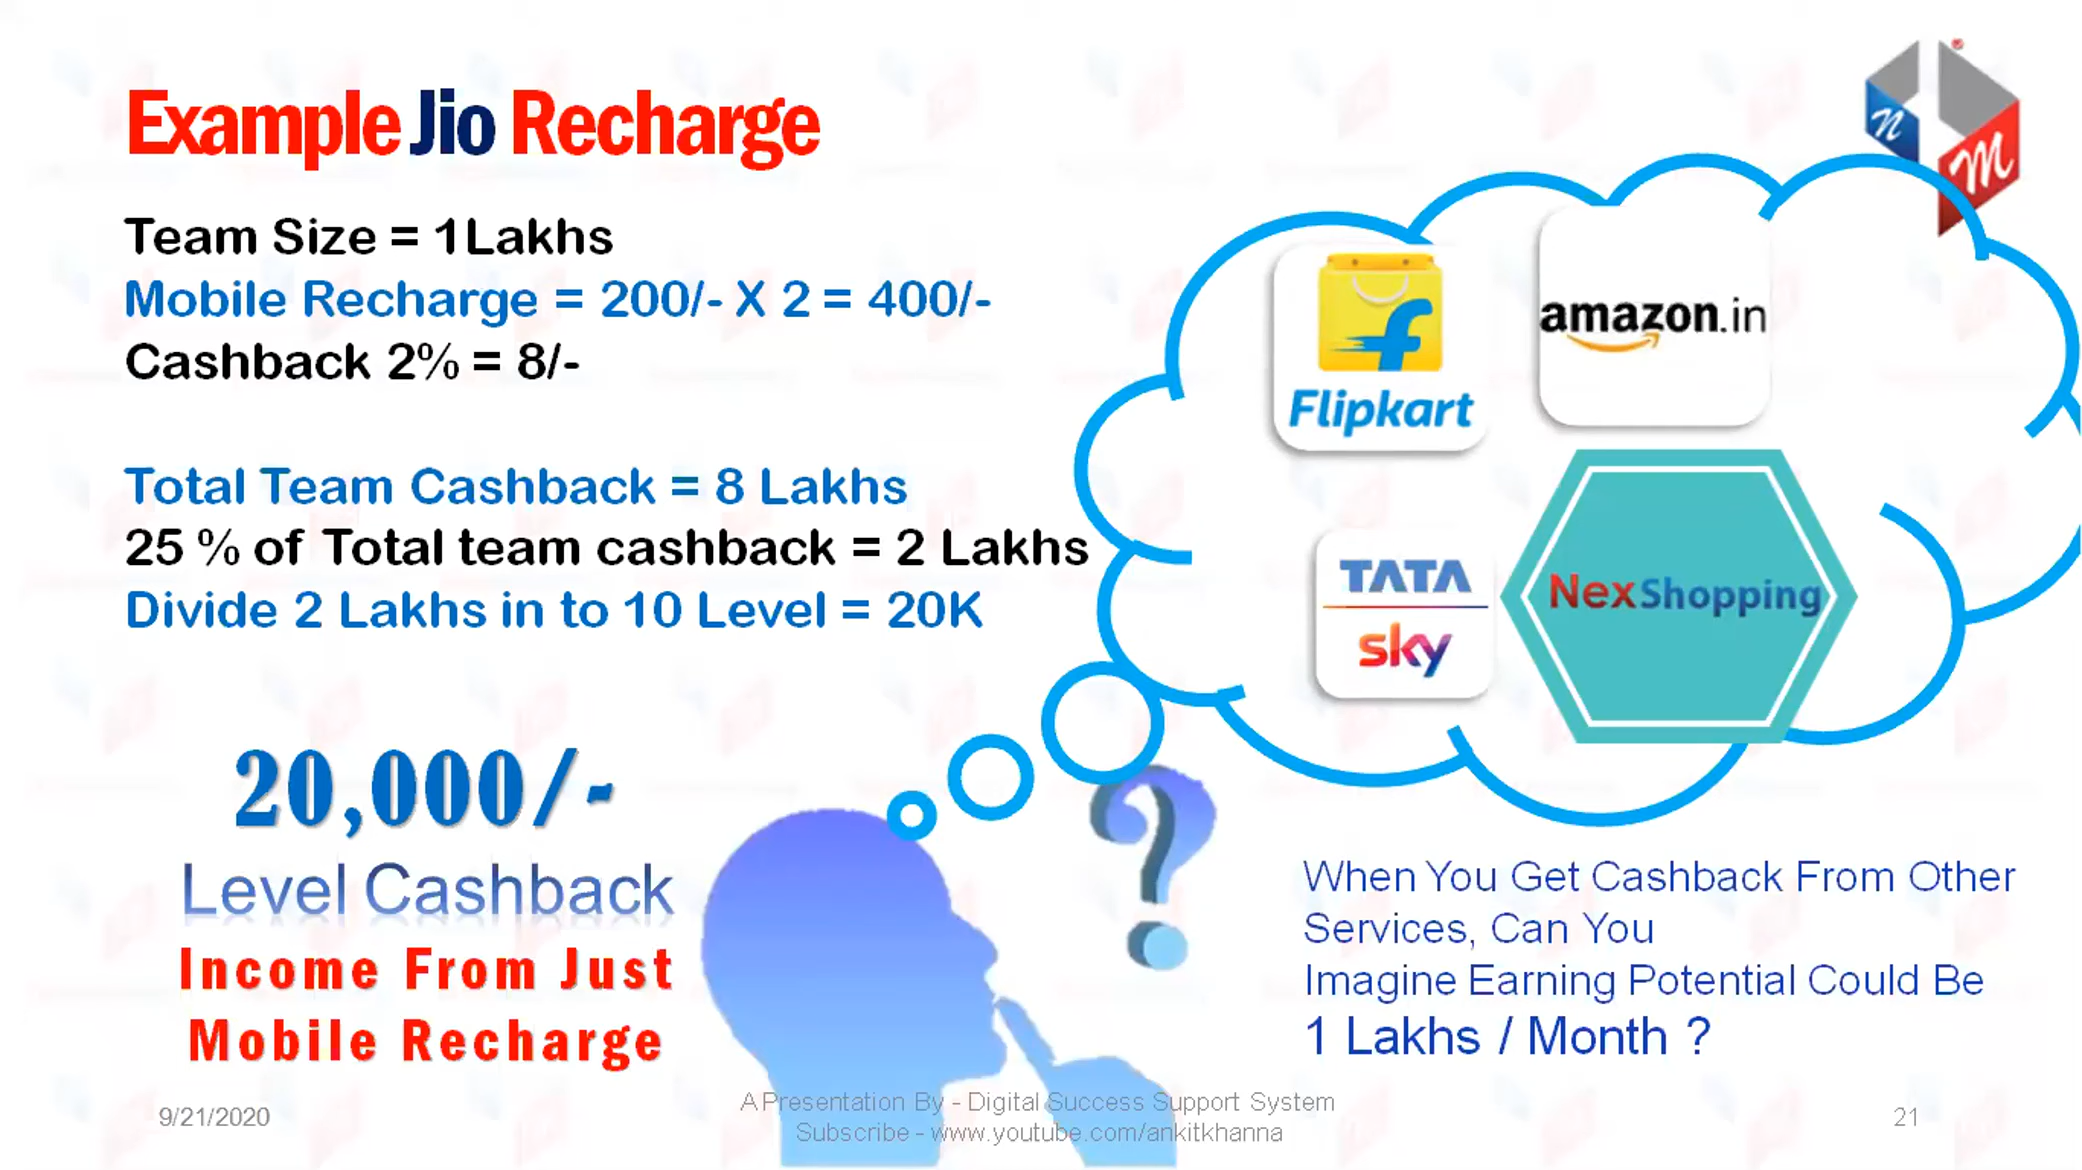 Example Jio Recharge
n
M
Team Size = 1Lakhs
Mobile Recharge = 200/- X 2 = 400/-
Cashback 2% = 8/-
Total Team Cashback = 8 Lakhs
25 % of Total team cashback = 2 Lakhs
Divide 2 Lakhs in to 10 Level = 20K
f
Flipkart
amazon.in
TATA
sky
NexShopping
20,000/-
Level Cashback
Income From Just
Mobile Recharge
?
When You Get Cashback From Other
Services, Can You
Imagine Earning Potential Could Be
1 Lakhs / Month ?
9/21/2020
A Presentation By - Digital Success Support System
Subscribe - www.youtube.com/ankitkhanna
21